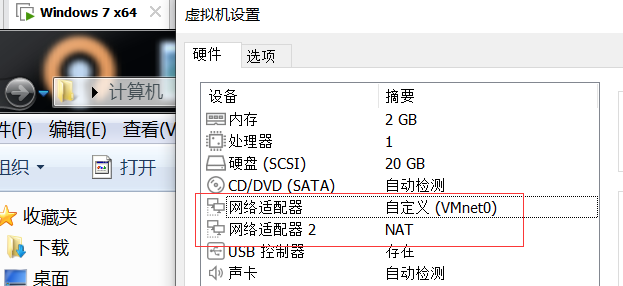 Windows 7 x64
计算机
件(F) 编辑(E) 查看(V
组织 打开
收藏夹
下载
桌面
虚拟机设置
硬件 选项
设备 摘要
内存 2 GB
处理器 1
硬盘 (SCSI) 20 GB
CD/DVD (SATA) 自动检测
网络适配器 自定义 (VMnet0)
网络适配器 2 NAT
USB 控制器 存在
声卡 自动检测